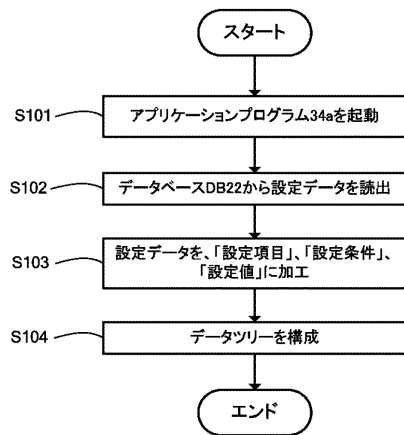 スタート
S101
アプリケーションプログラム34aを起動
S102
データベースDB22から設定データを読出
S103
設定データを、「設定項目」、「設定条件」、
「設定値」に加工
S104
データツリーを構成
エンド